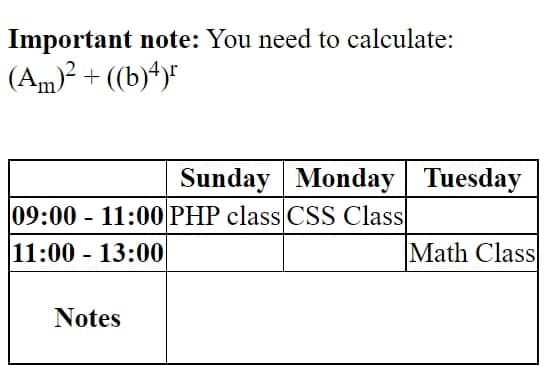 Important note: You need to calculate:
(Aₘ)² + ((b)⁴)ʳ
Sunday Monday Tuesday
09:00 - 11:00 PHP class CSS Class
11:00 - 13:00 Math Class
Notes